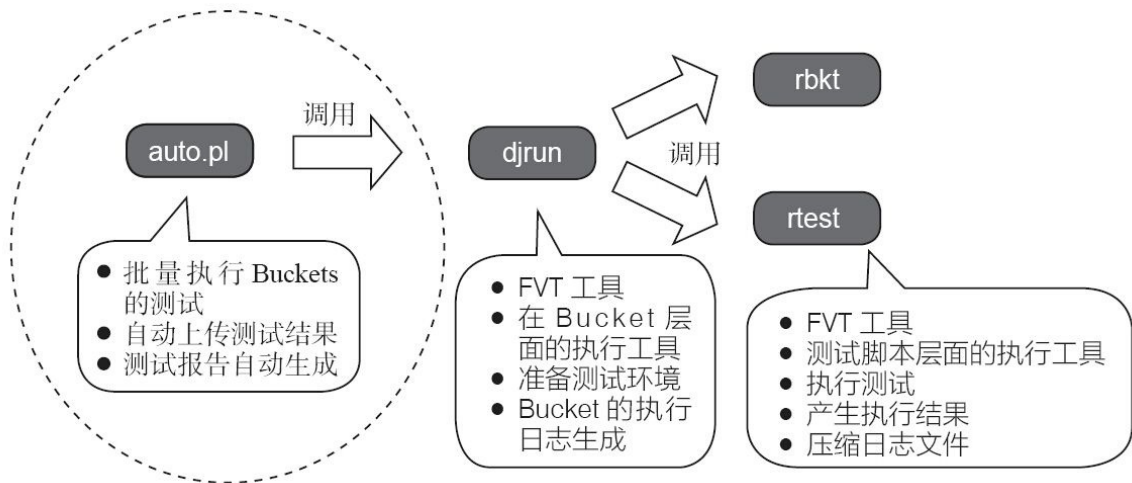 调用
auto.pl
● 批量执行 Buckets
的测试
● 自动上传测试结果
● 测试报告自动生成
djrun
调用
● FVT 工具
● 在 Bucket 层
面的执行工具
● 准备测试环境
● Bucket 的执行
日志生成
rbkt
rtest
● FVT 工具
● 测试脚本层面的执行工具
● 执行测试
● 产生执行结果
● 压缩日志文件